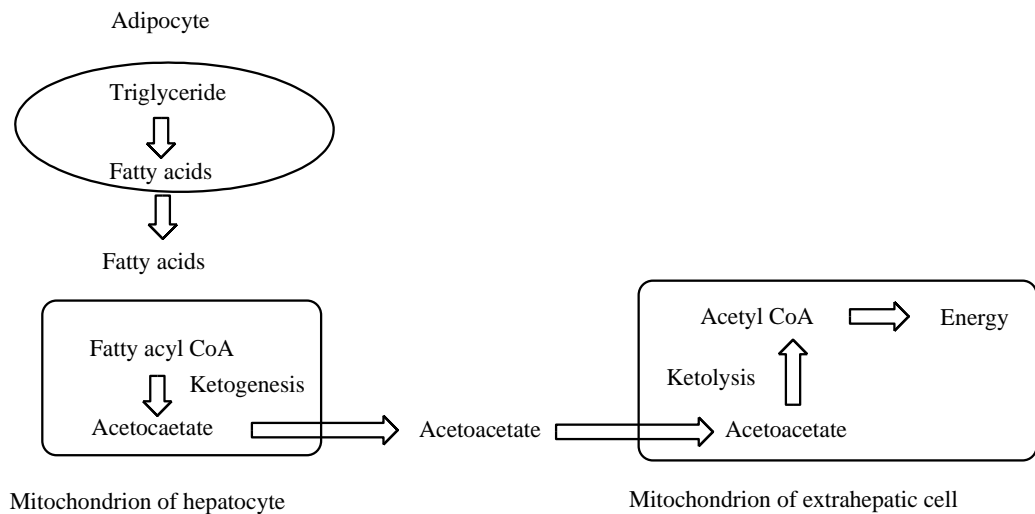 Adipocyte
Triglyceride
Fatty acids
Fatty acids
Fatty acyl CoA
Ketogenesis
Acetocaetate
Acetoacetate
Acetyl CoA
Energy
Ketolysis
Acetoacetate
Mitochondrion of hepatocyte
Mitochondrion of extrahepatic cell